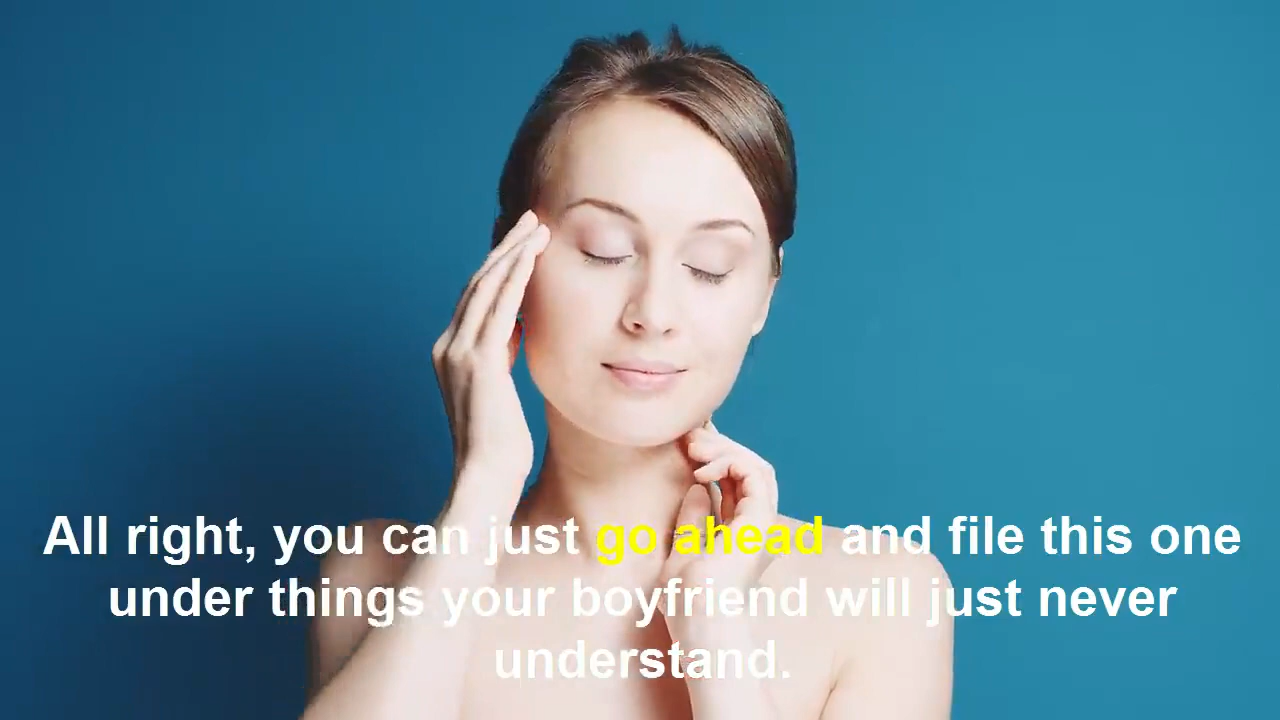 All right, you can just go ahead and file this one
under things your boyfriend will just never
understand.